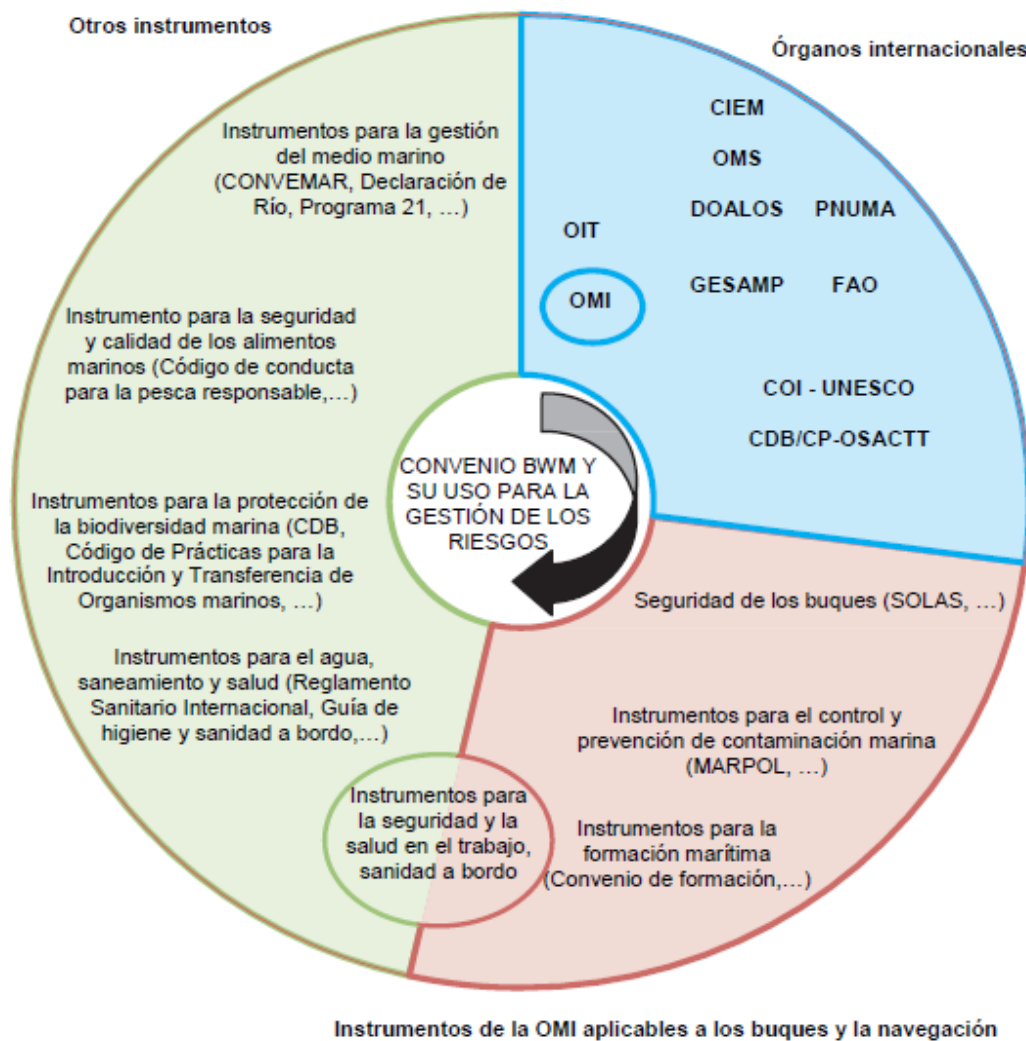 Otros instrumentos
Órganos internacionales
Instrumentos para la gestión
del medio marino
(CONVEMAR, Declaración de
Río, Programa 21, …)
Instrumento para la seguridad
y calidad de los alimentos
marinos (Código de conducta
para la pesca responsable,…)
Instrumentos para la protección de
la biodiversidad marina (CDB,
Código de Prácticas para la
Introducción y Transferencia de
Organismos marinos, …)
Instrumentos para el agua,
saneamiento y salud (Reglamento
Sanitario Internacional, Guía de
higiene y sanidad a bordo,…)
Instrumentos para
la seguridad y la
salud en el trabajo,
sanidad a bordo
CIEM
OMS
DOALOS PNUMA
OIT
GESAMP FAO
OMI
COI - UNESCO
CDB/CP-OSACTT
CONVENIO BWM Y
SU USO PARA LA
GESTIÓN DE LOS
RIESGOS
Seguridad de los buques (SOLAS, …)
Instrumentos para el control y
prevención de contaminación marina
(MARPOL, …)
Instrumentos para la
formación marítima
(Convenio de formación,…)
Instrumentos de la OMI aplicables a los buques y la navegación